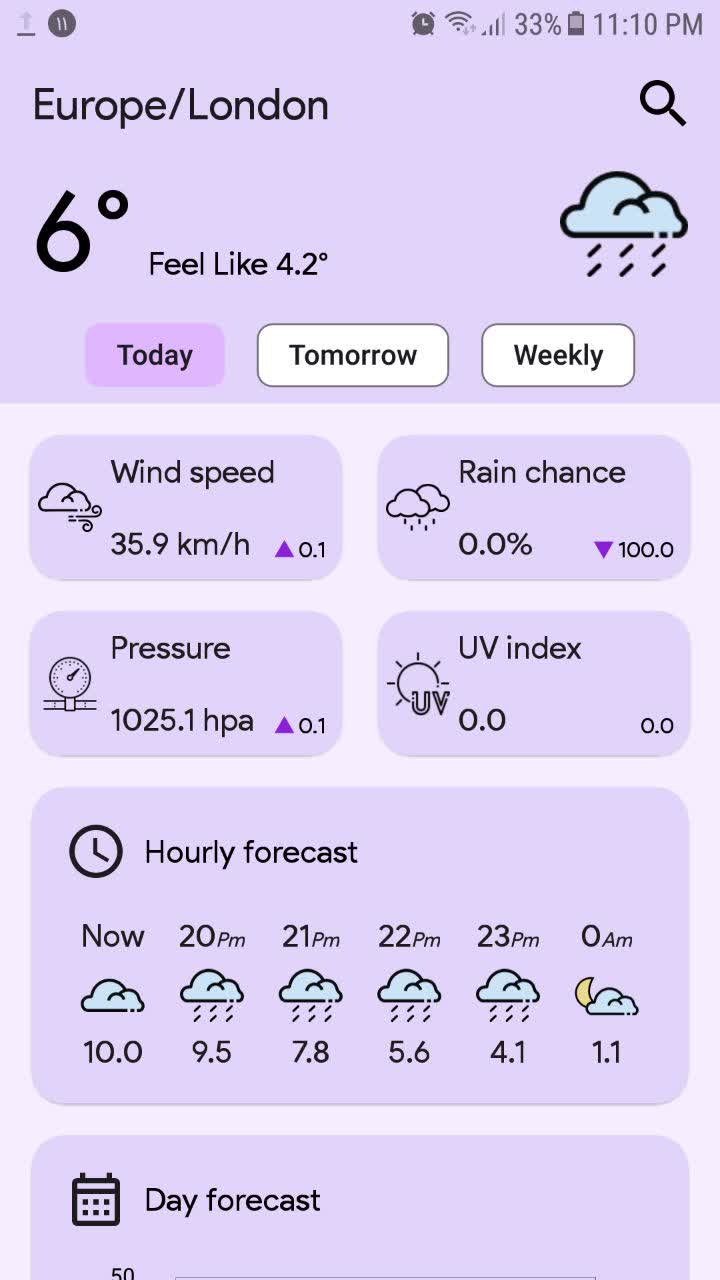 33% 11:10 PM
Europe/London
6°
Feel Like 4.2°
Today Tomorrow Weekly
Wind speed
35.9 km/h ▲ 0.1
Rain chance
0.0% ▼ 100.0
Pressure
1025.1 hpa ▲ 0.1
UV index
UV
0.0 0.0
Hourly forecast
Now 20Pm 21Pm 22Pm 23Pm 0Am
10.0 9.5 7.8 5.6 4.1 1.1
Day forecast
50